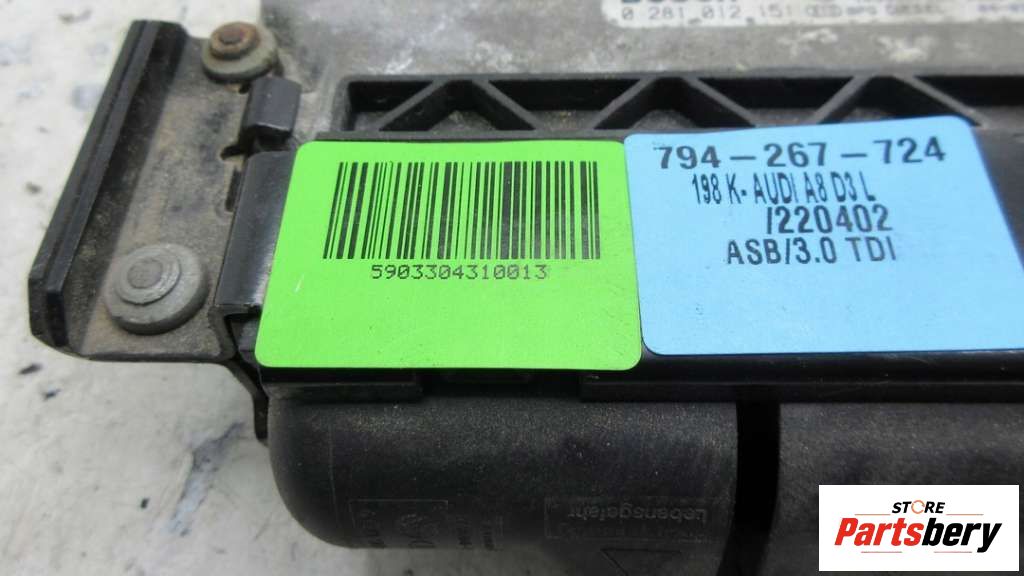 0 281 012 151
5903304310013
794-267-724
198 K- AUDI A8 D3 L
/220402
ASB/3.0 TDI
Lebensgefahr
STORE
Partsbery